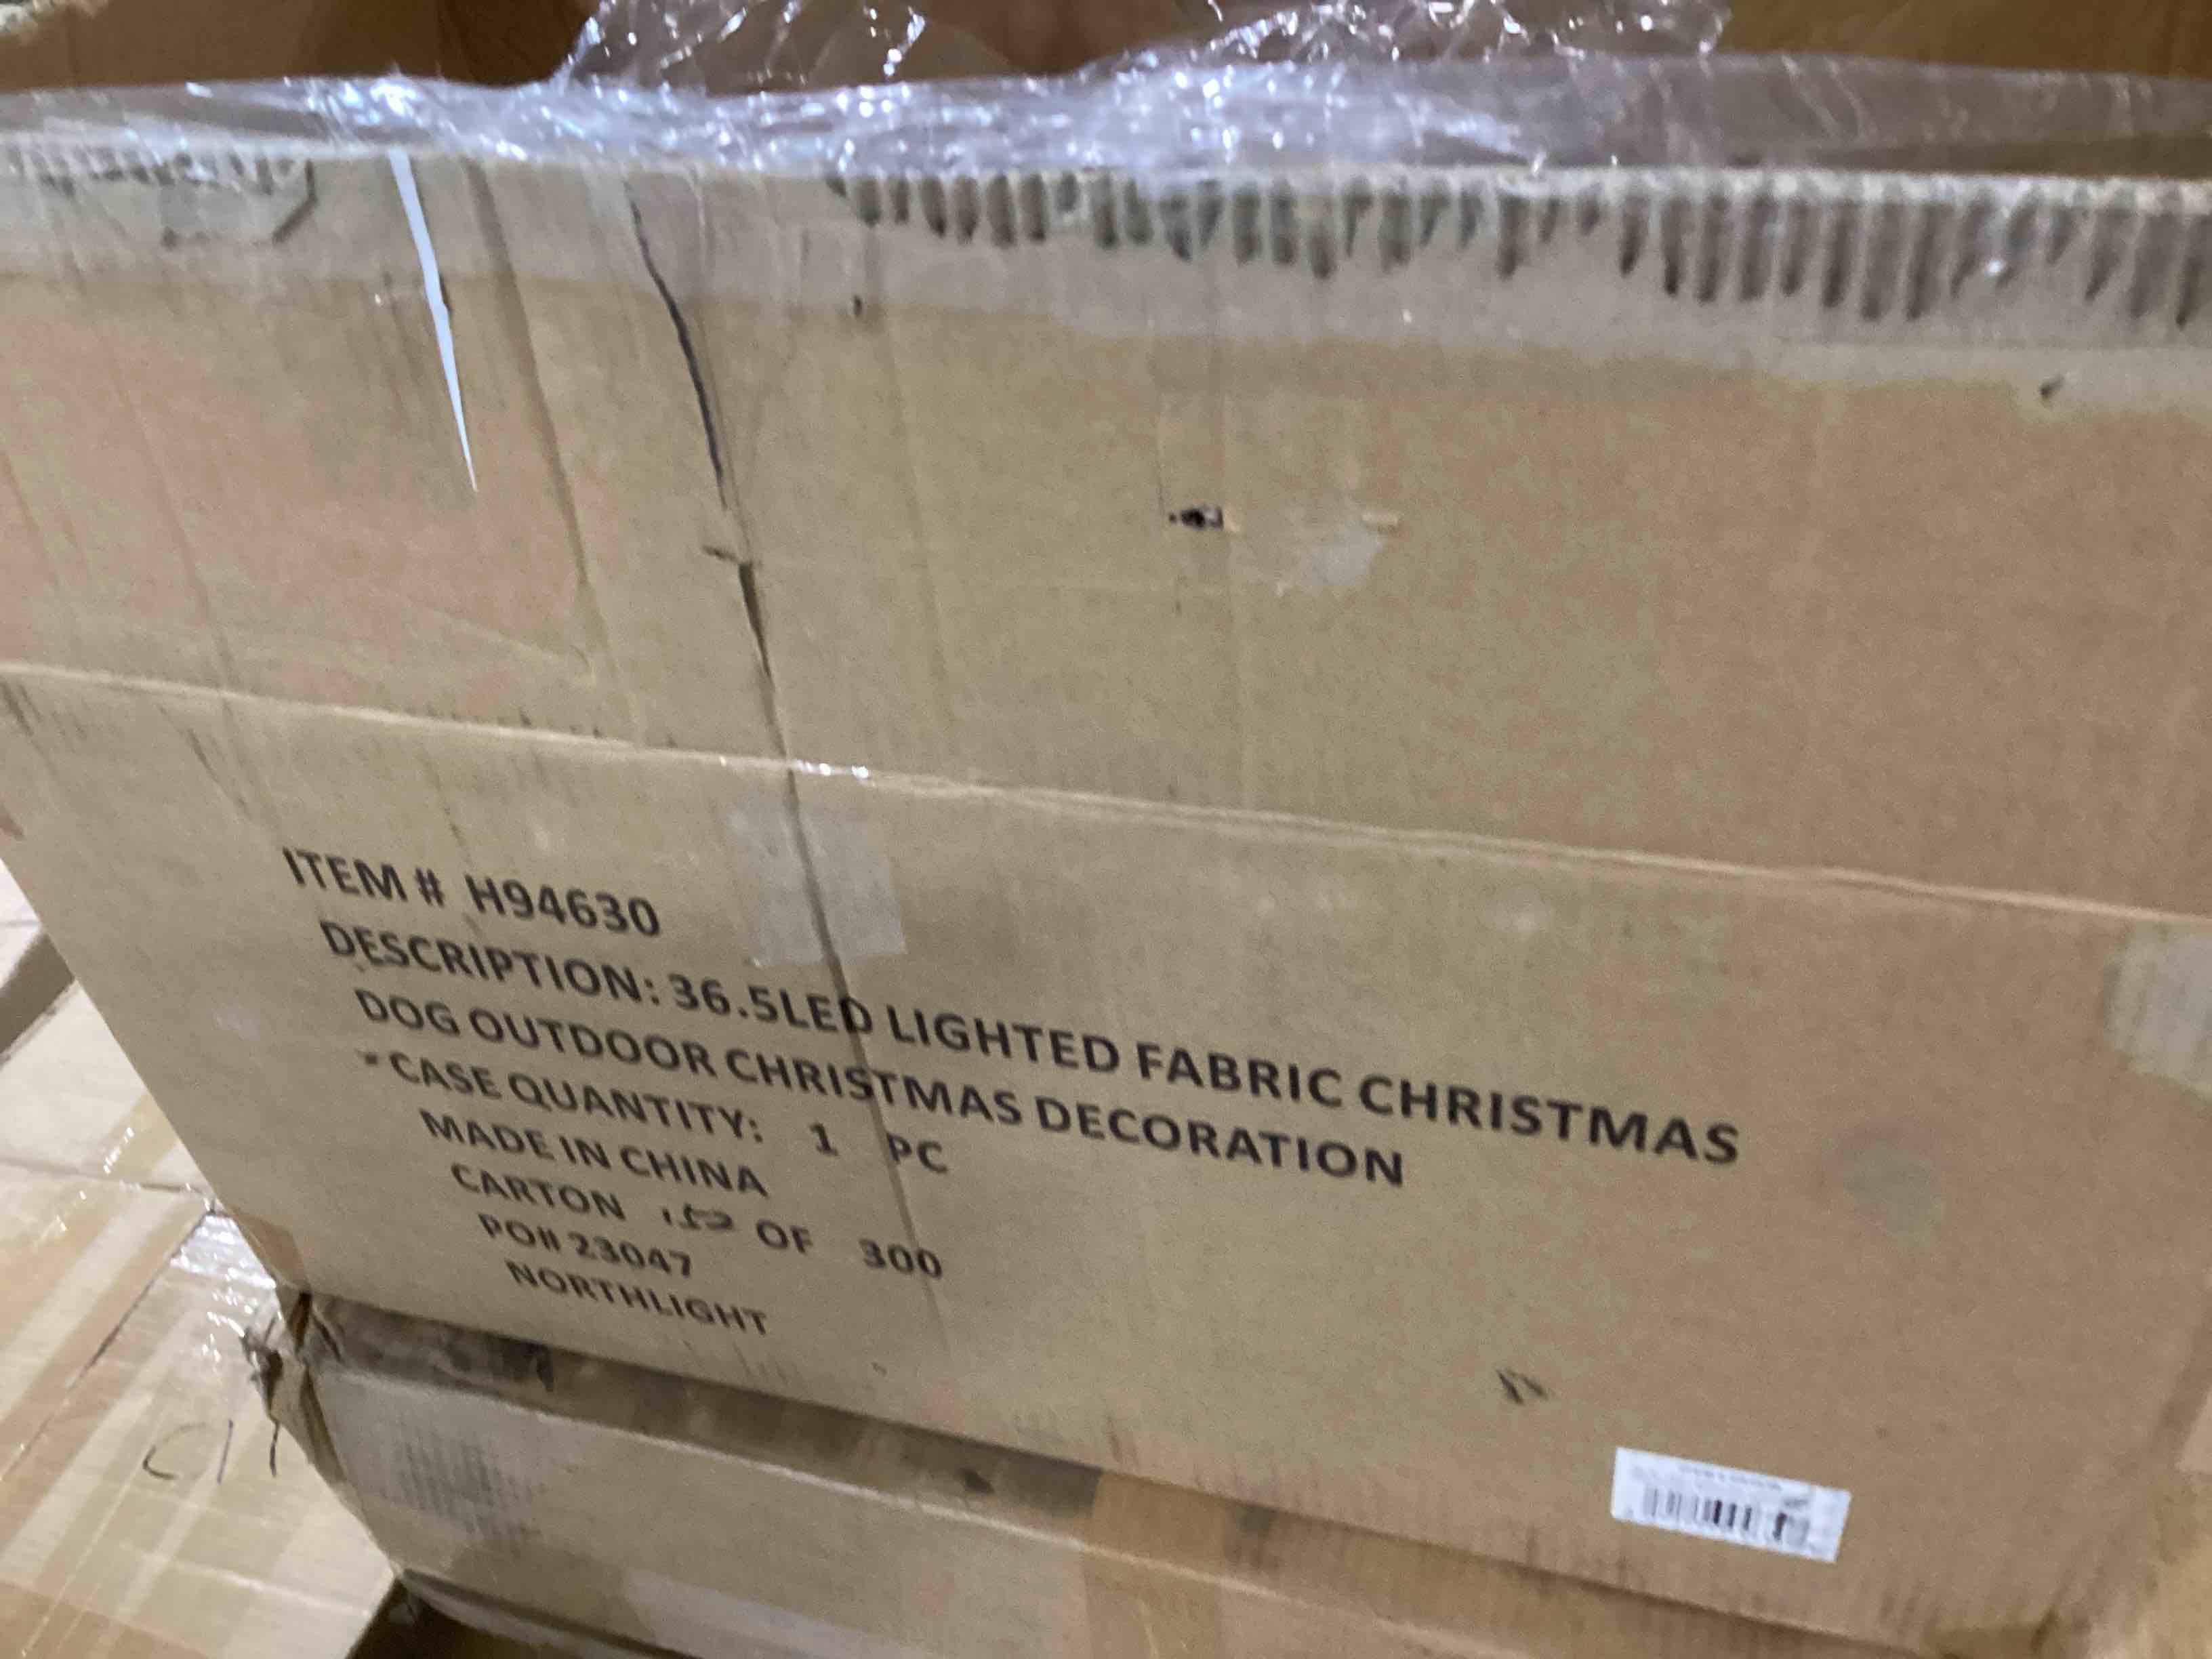 ITEM # H94630
DESCRIPTION: 36.5LED LIGHTED FABRIC CHRISTMAS
DOG OUTDOOR CHRISTMAS DECORATION
CASE QUANTITY: 1 PC
MADE IN CHINA
CARTON 150 OF 300
PO# 23047
NORTHLIGHT